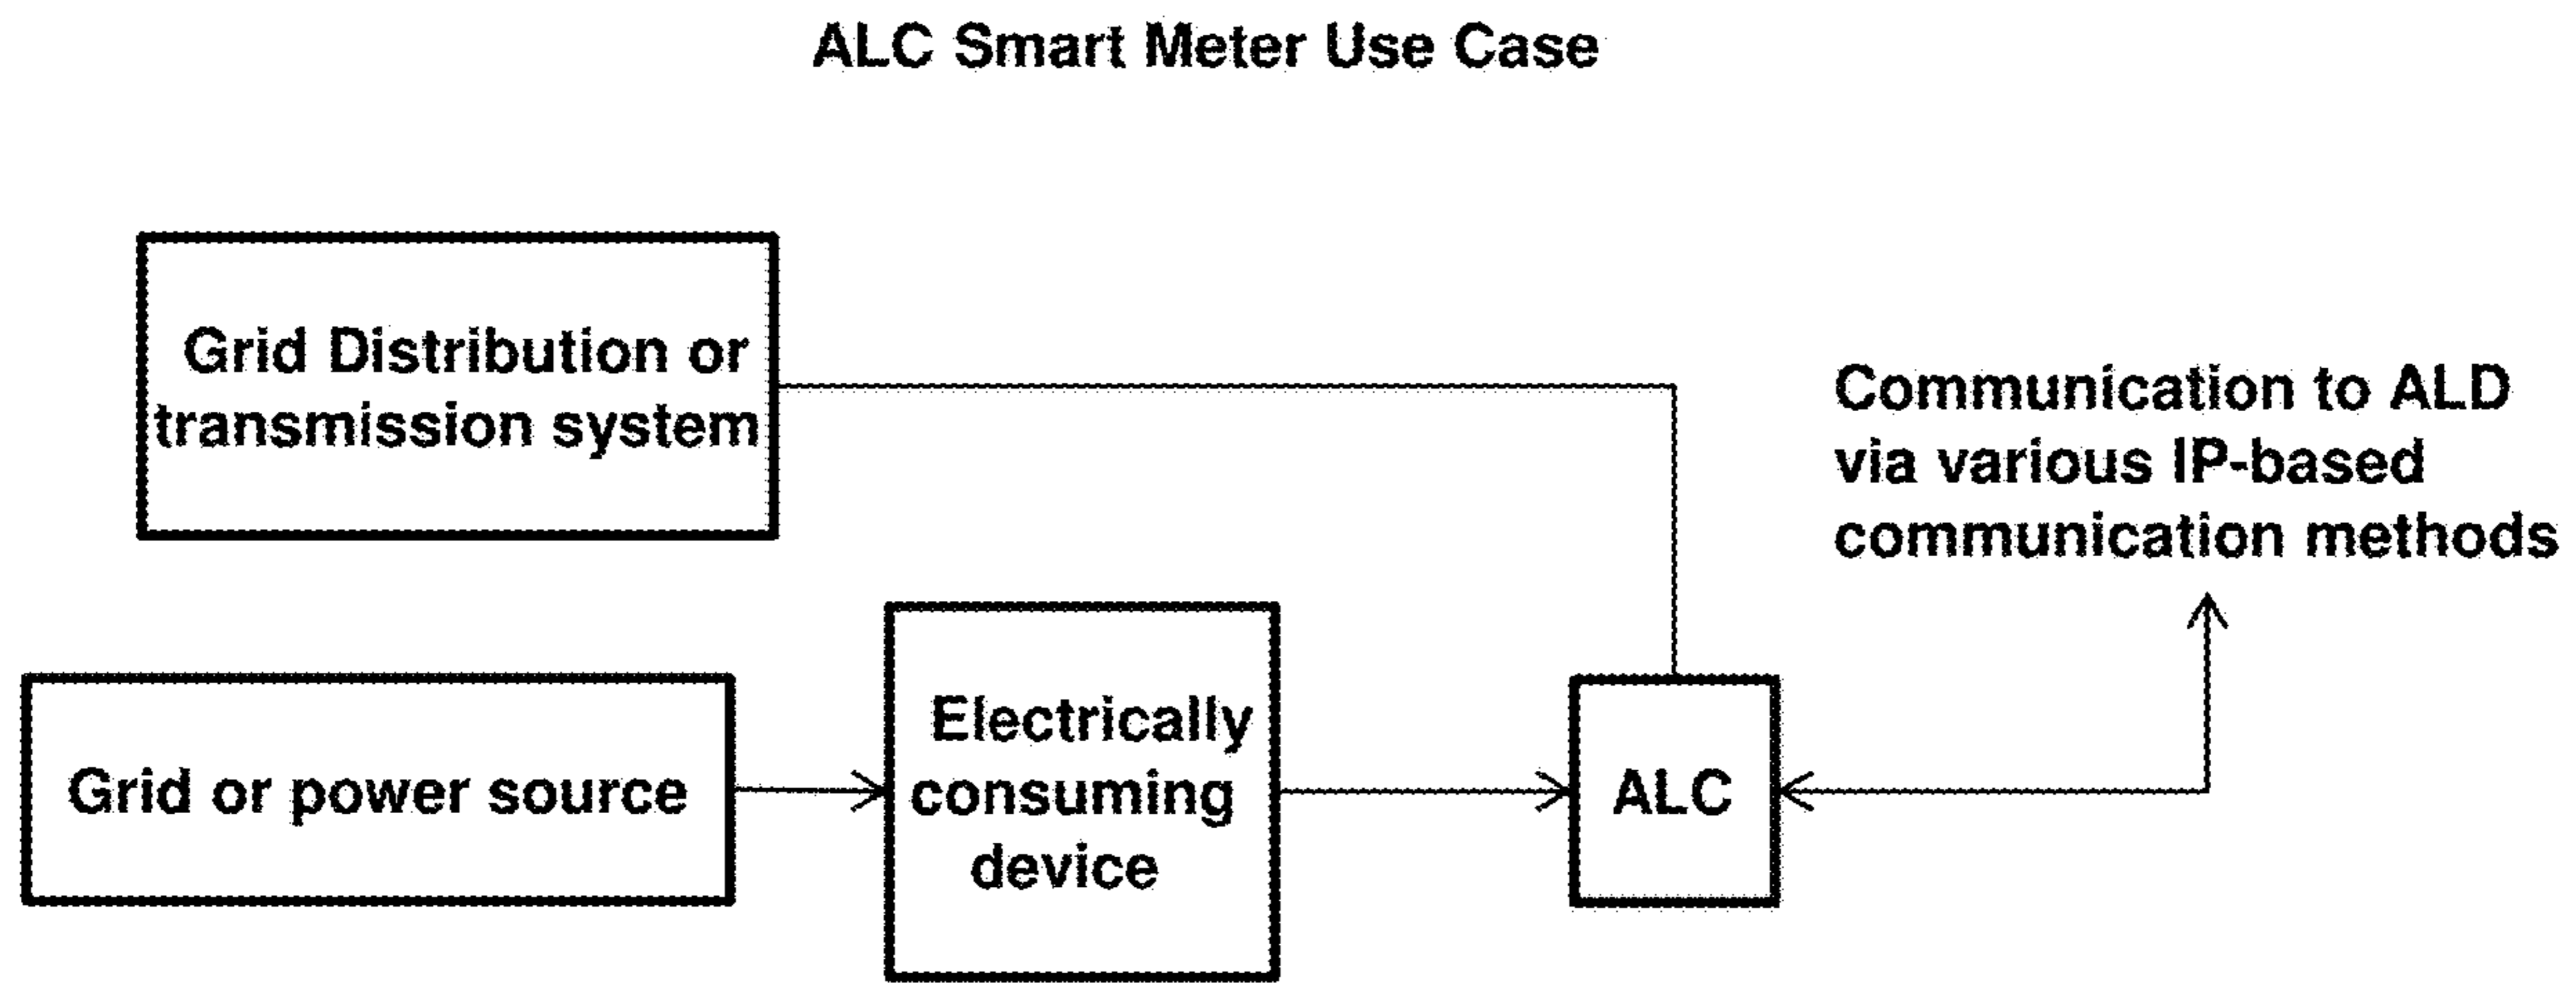 ALC Smart Meter Use Case
Grid Distribution or
transmission system
Communication to ALD
via various IP-based
communication methods
Grid or power source
Electrically
consuming
device
ALC